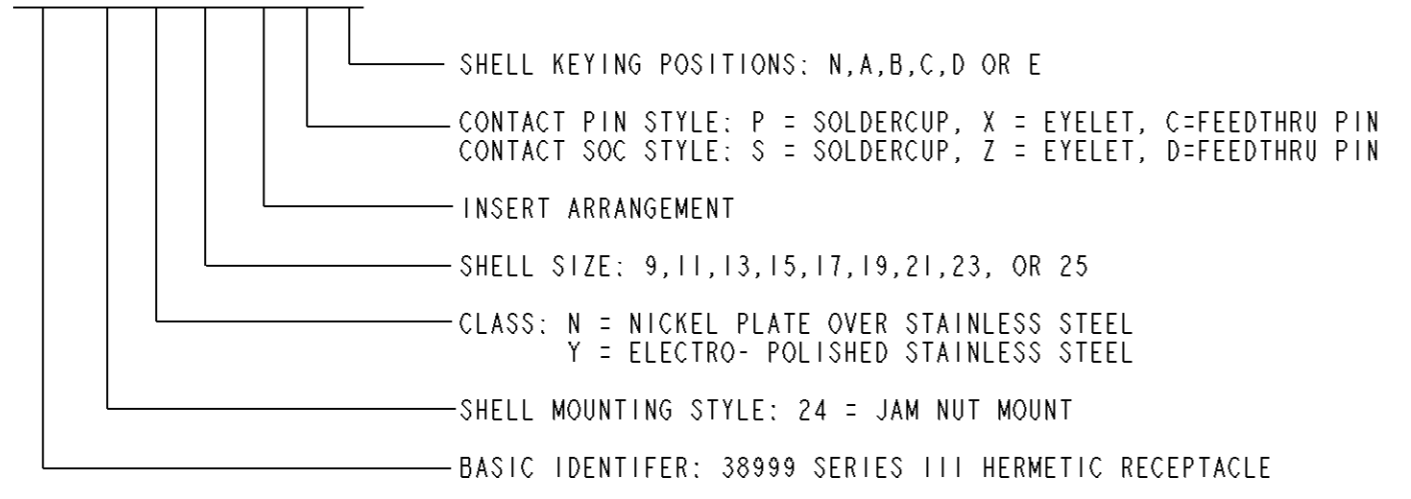 SHELL KEYING POSITIONS: N,A,B,C,D OR E
CONTACT PIN STYLE: P = SOLDERCUP, X = EYELET, C=FEEDTHRU PIN
CONTACT SOC STYLE: S = SOLDERCUP, Z = EYELET, D=FEEDTHRU PIN
INSERT ARRANGEMENT
SHELL SIZE: 9,11,13,15,17,19,21,23, OR 25
CLASS: N = NICKEL PLATE OVER STAINLESS STEEL
Y = ELECTRO- POLISHED STAINLESS STEEL
SHELL MOUNTING STYLE: 24 = JAM NUT MOUNT
BASIC IDENTIFER: 38999 SERIES III HERMETIC RECEPTACLE